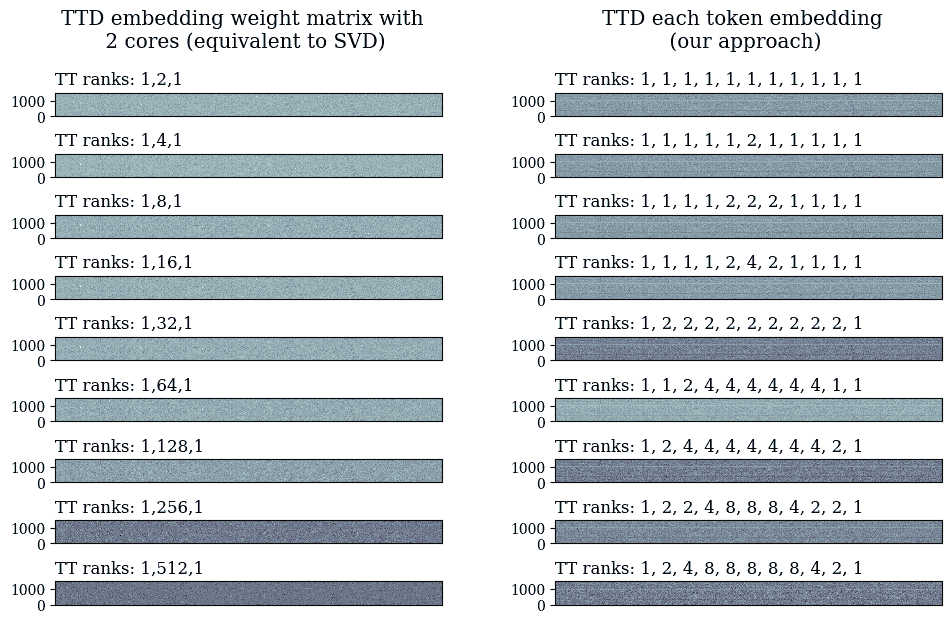 TTD embedding weight matrix with
2 cores (equivalent to SVD)
TT ranks: 1,2,1
1000
0
TT ranks: 1,4,1
1000
0
TT ranks: 1,8,1
1000
0
TT ranks: 1,16,1
1000
0
TT ranks: 1,32,1
1000
0
TT ranks: 1,64,1
1000
0
TT ranks: 1,128,1
1000
0
TT ranks: 1,256,1
1000
0
TT ranks: 1,512,1
1000
0
TTD each token embedding
(our approach)
TT ranks: 1, 1, 1, 1, 1, 1, 1, 1, 1, 1, 1
1000
0
TT ranks: 1, 1, 1, 1, 1, 2, 1, 1, 1, 1, 1
1000
0
TT ranks: 1, 1, 1, 1, 2, 2, 2, 1, 1, 1, 1
1000
0
TT ranks: 1, 1, 1, 1, 2, 4, 2, 1, 1, 1, 1
1000
0
TT ranks: 1, 2, 2, 2, 2, 2, 2, 2, 2, 2, 1
1000
0
TT ranks: 1, 1, 2, 4, 4, 4, 4, 4, 4, 1, 1
1000
0
TT ranks: 1, 2, 4, 4, 4, 4, 4, 4, 4, 2, 1
1000
0
TT ranks: 1, 2, 2, 4, 8, 8, 8, 4, 2, 2, 1
1000
0
TT ranks: 1, 2, 4, 8, 8, 8, 8, 8, 4, 2, 1
1000
0